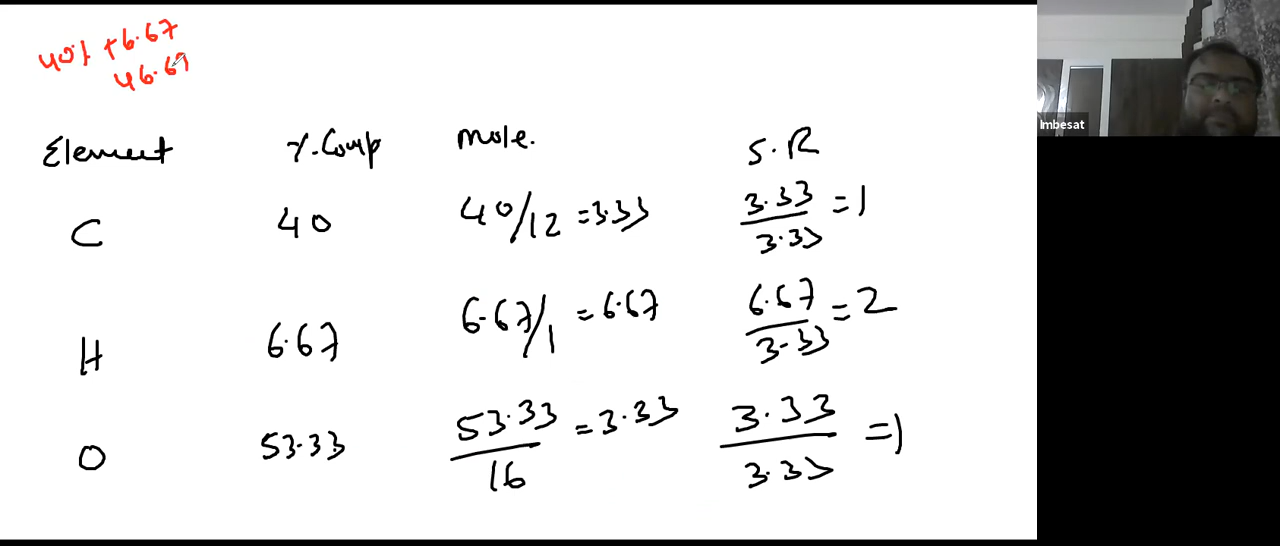 40% + 6.67
46.67
Element %.Comp mole. S.R
C 40 40/12 = 3.33 3.33/3.33 = 1
H 6.67 6.67/1 = 6.67 6.67/3.33 = 2
O 53.33 53.33/16 = 3.33 3.33/3.33 = 1
Imbesat